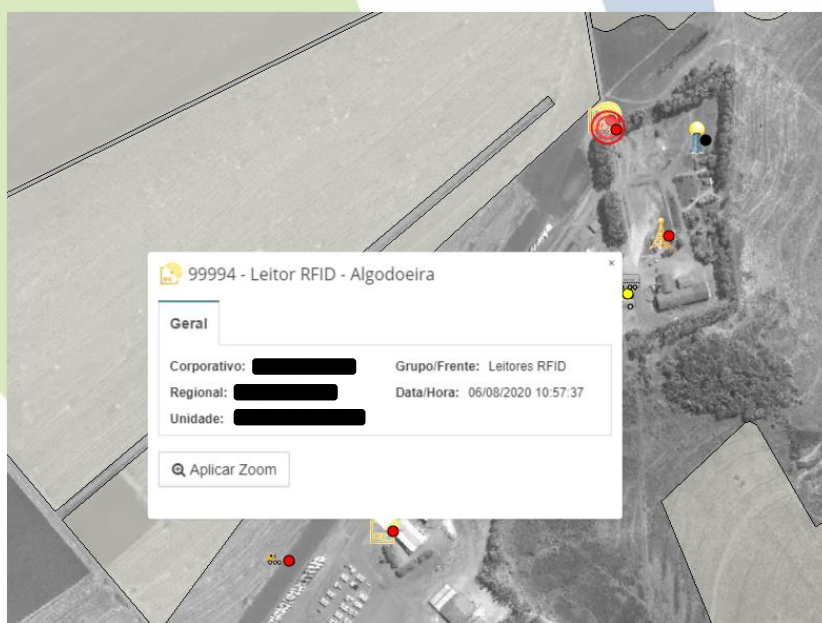 99994 - Leitor RFID - Algodoeira
×
Geral
Corporativo:
Grupo/Frente: Leitores RFID
Regional:
Data/Hora: 06/08/2020 10:57:37
Unidade:
Aplicar Zoom